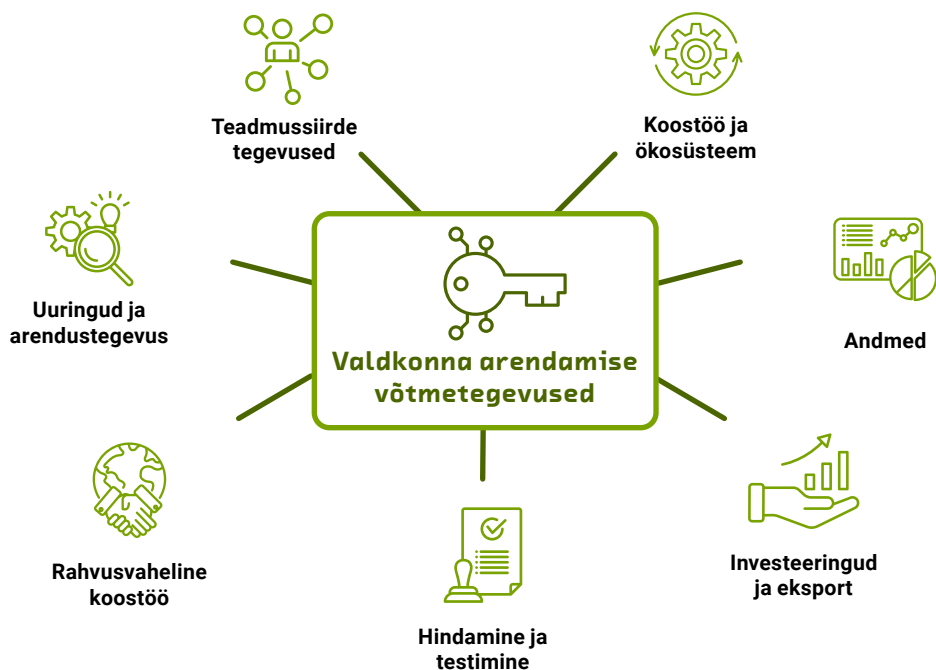 Teadmussiirde
tegevused
Koostöö ja
ökosüsteem
Uuringud ja
arendustegevus
Valdkonna arendamise
võtmetegevused
Andmed
Rahvusvaheline
koostöö
Hindamine ja
testimine
Investeeringud
ja eksport